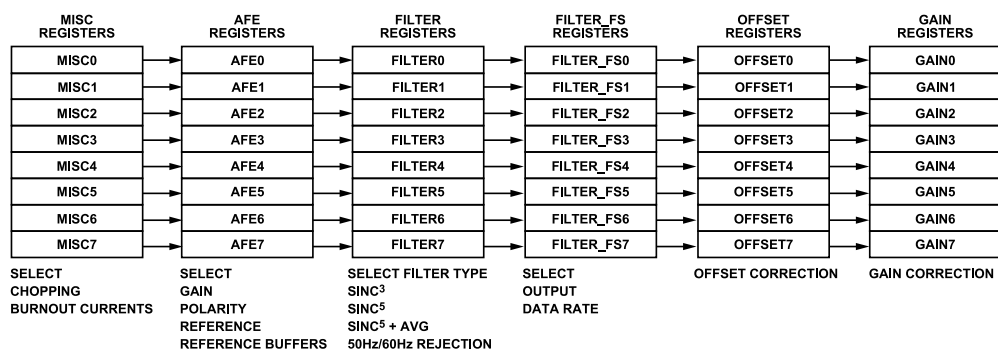 MISC
REGISTERS
MISC0
MISC1
MISC2
MISC3
MISC4
MISC5
MISC6
MISC7
SELECT
CHOPPING
BURNOUT CURRENTS
AFE
REGISTERS
AFE0
AFE1
AFE2
AFE3
AFE4
AFE5
AFE6
AFE7
SELECT
GAIN
POLARITY
REFERENCE
REFERENCE BUFFERS
FILTER
REGISTERS
FILTER0
FILTER1
FILTER2
FILTER3
FILTER4
FILTER5
FILTER6
FILTER7
SELECT FILTER TYPE
SINC³
SINC⁵
SINC⁵ + AVG
50Hz/60Hz REJECTION
FILTER_FS
REGISTERS
FILTER_FS0
FILTER_FS1
FILTER_FS2
FILTER_FS3
FILTER_FS4
FILTER_FS5
FILTER_FS6
FILTER_FS7
SELECT
OUTPUT
DATA RATE
OFFSET
REGISTERS
OFFSET0
OFFSET1
OFFSET2
OFFSET3
OFFSET4
OFFSET5
OFFSET6
OFFSET7
OFFSET CORRECTION
GAIN
REGISTERS
GAIN0
GAIN1
GAIN2
GAIN3
GAIN4
GAIN5
GAIN6
GAIN7
GAIN CORRECTION